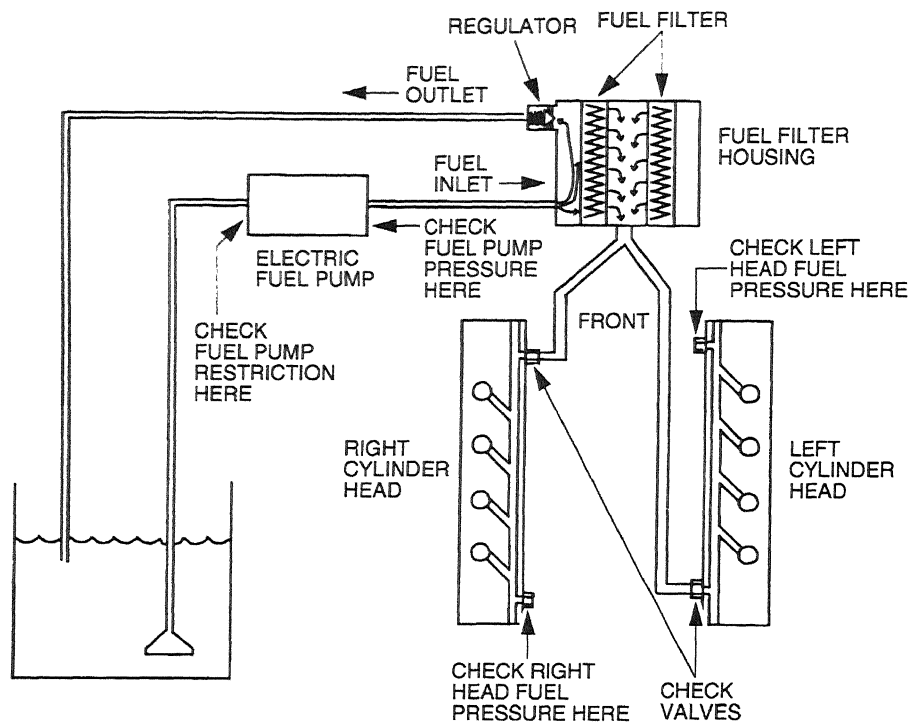 REGULATOR
FUEL FILTER
FUEL
OUTLET
FUEL FILTER
HOUSING
FUEL
INLET
ELECTRIC
FUEL PUMP
CHECK
FUEL PUMP
PRESSURE
HERE
CHECK LEFT
HEAD FUEL
PRESSURE HERE
CHECK
FUEL PUMP
RESTRICTION
HERE
FRONT
RIGHT
CYLINDER
HEAD
LEFT
CYLINDER
HEAD
CHECK RIGHT
HEAD FUEL
PRESSURE HERE
CHECK
VALVES